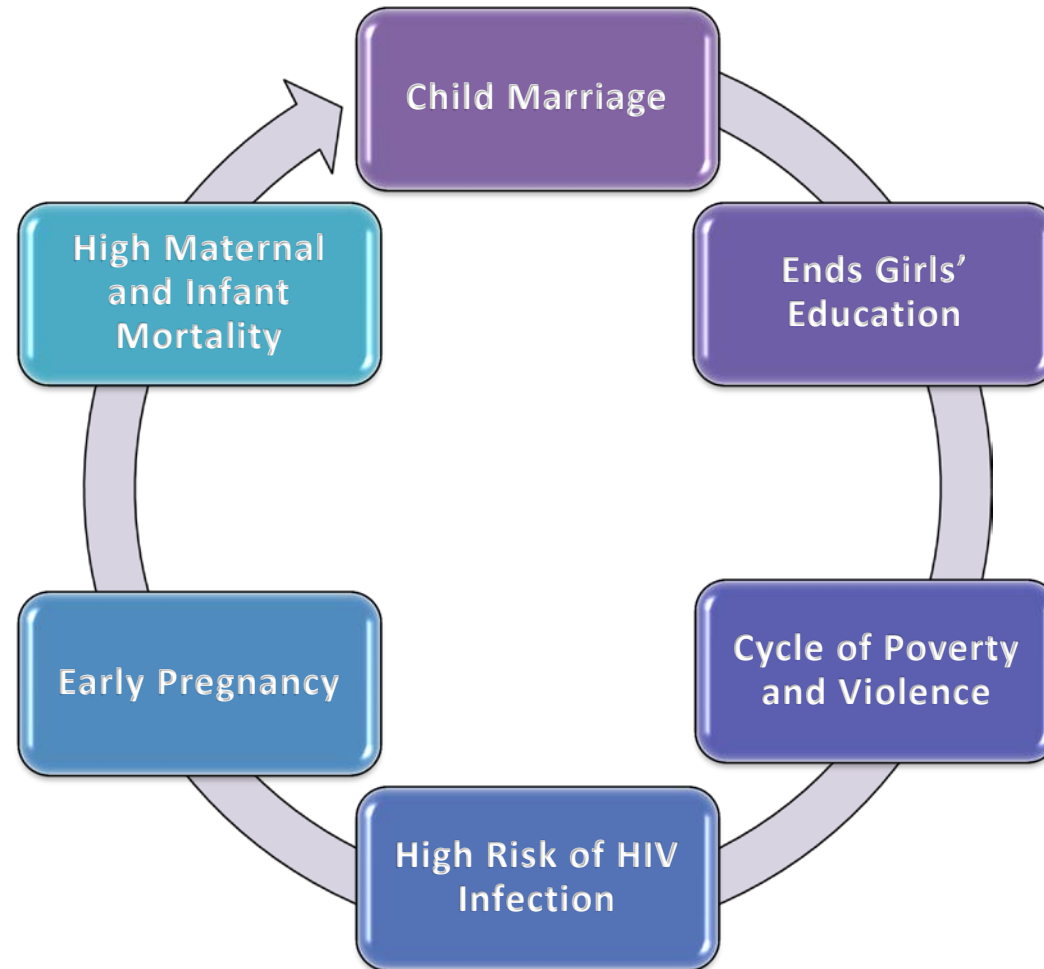 Child Marriage
Ends Girls’
Education
Cycle of Poverty
and Violence
High Risk of HIV
Infection
Early Pregnancy
High Maternal
and Infant
Mortality